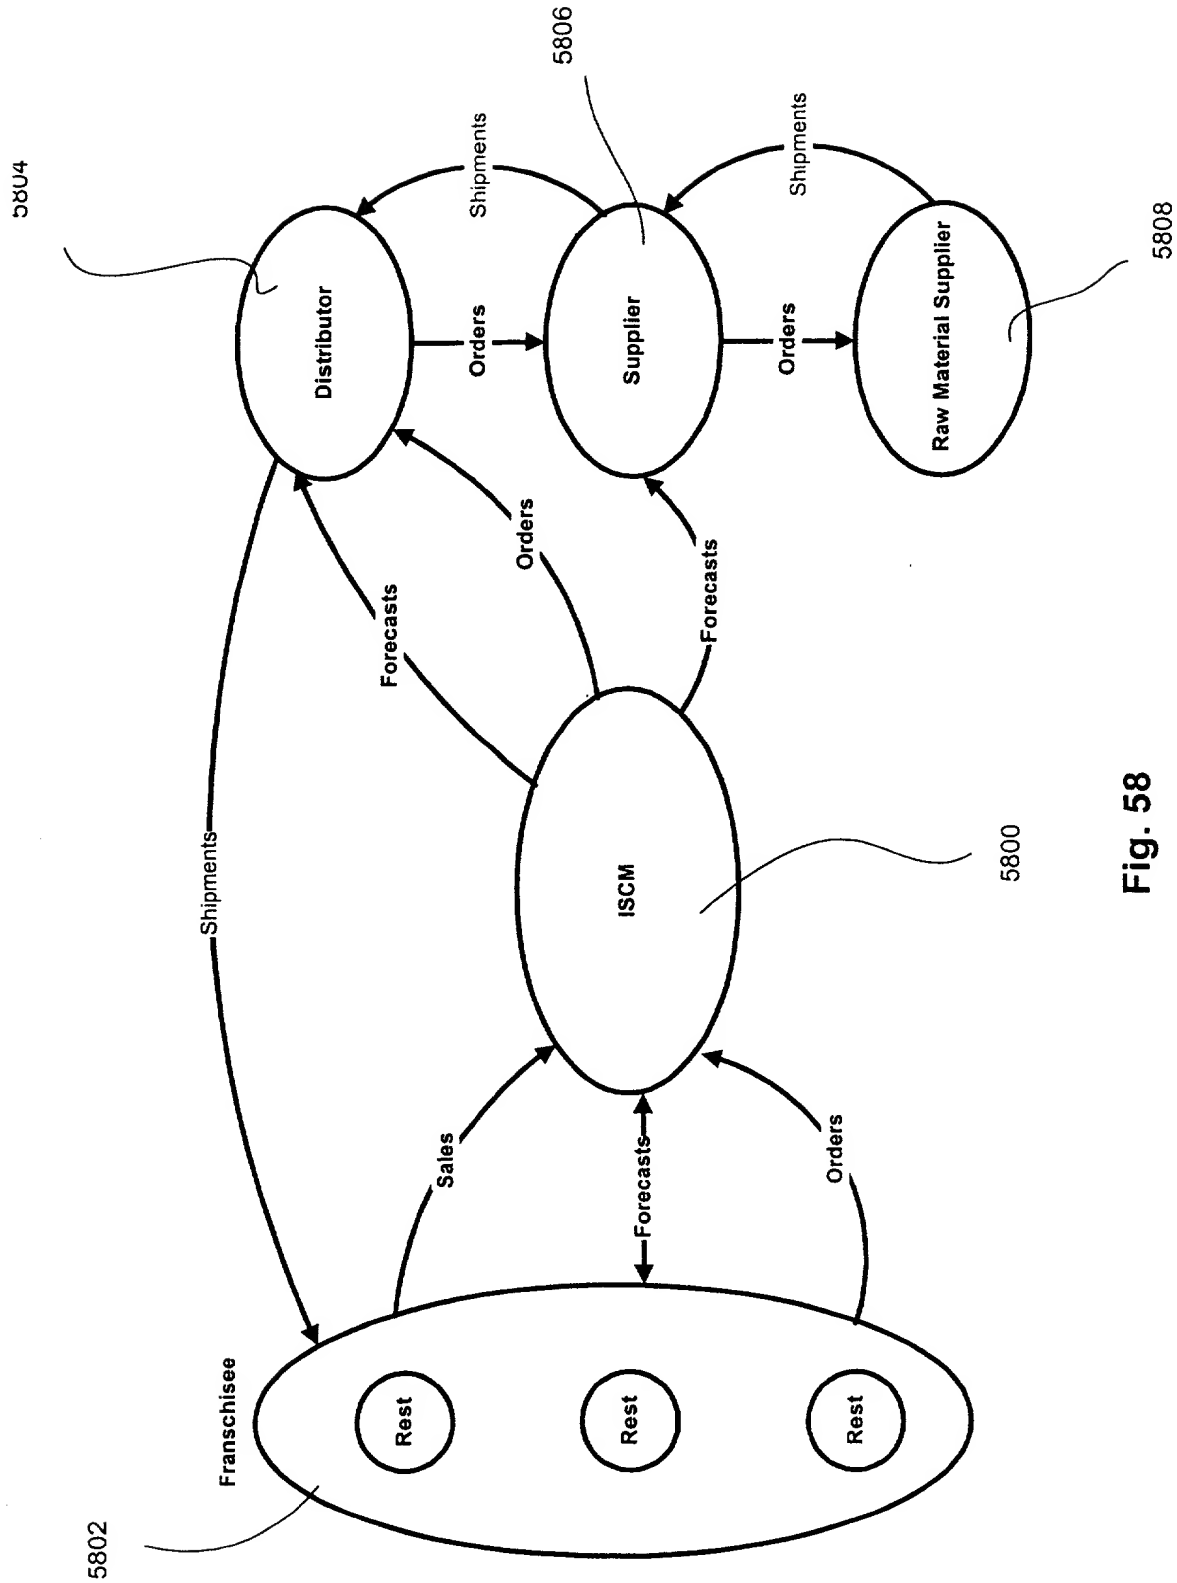 5804
5802
Franschisee
Shipments
Distributor
Forecasts
Rest
Sales
Orders
Orders
Shipments
5806
Rest
Forecasts
ISCM
Supplier
Forecasts
Orders
Shipments
Rest
Orders
Raw Material Supplier
5800
5808
Fig. 58